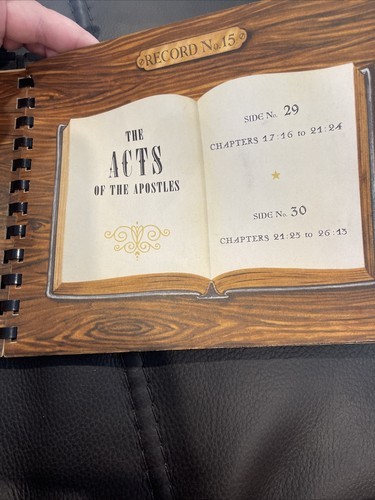 RECORD No. 15
THE
ACTS
OF THE APOSTLES
SIDE No. 29
CHAPTERS 17:16 to 21:24
SIDE No. 30
CHAPTERS 21:25 to 26:13